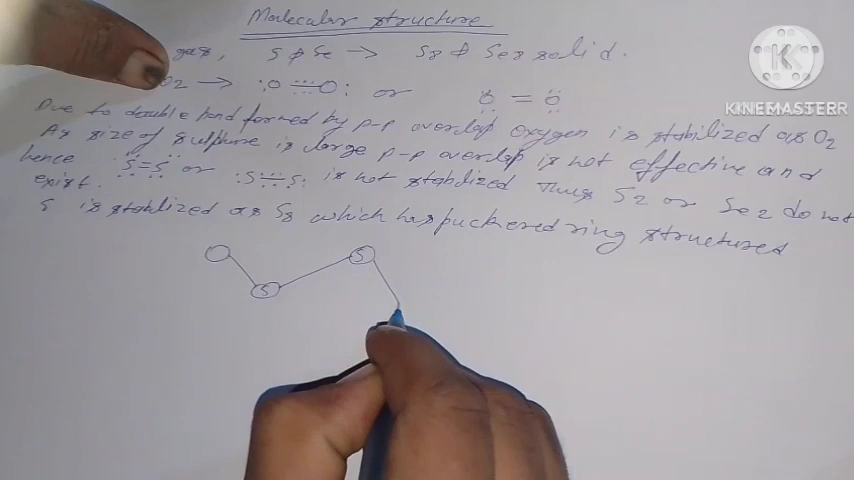 Molecular structure
gas, S & Se → S8 & Se8 solid.
O2 → :O ⩸ O: or Ö = Ö
Due to double bond formed by p-p overlap oxygen is stabilized as O2
As size of sulphure is large p-p overlap is not effective and
hence S=S or :S S: is not stabilized Thus S2 or Se2 do not
exist.
S is stabilized as S8 which has puckered ring structured
S S
K
KINEMASTER